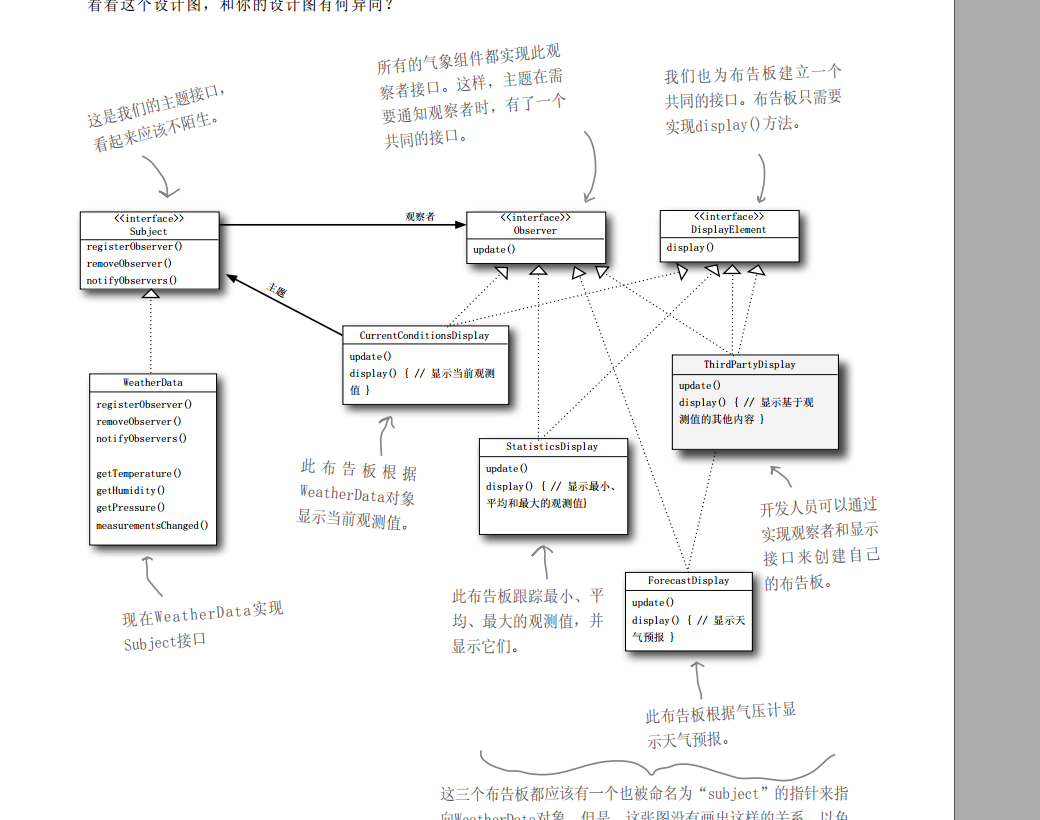 看看这个设计图，和你的设计图有何异同？
所有的气象组件都实现此观
察者接口。这样，主题在需
要通知观察者时，有了一个
共同的接口。
我们也为布告板建立一个
共同的接口。布告板只需要
实现display()方法。
这是我们的主题接口，
看起来应该不陌生。
<<interface>>
Subject
registerObserver()
removeObserver()
notifyObservers()
观察者
<<interface>>
Observer
update()
<<interface>>
DisplayElement
display()
主题
CurrentConditionsDisplay
update()
display() { // 显示当前观测
值 }
ThirdPartyDisplay
update()
display() { // 显示基于观
测值的其他内容 }
WeatherData
registerObserver()
removeObserver()
notifyObservers()
getTemperature()
getHumidity()
getPressure()
measurementsChanged()
StatisticsDisplay
update()
display() { // 显示最小、
平均和最大的观测值}
此布告板根据
WeatherData对象
显示当前观测值。
开发人员可以通过
实现观察者和显示
接口来创建自己
的布告板。
ForecastDisplay
update()
display() { // 显示天
气预报 }
现在WeatherData实现
Subject接口
此布告板跟踪最小、平
均、最大的观测值，并
显示它们。
此布告板根据气压计显
示天气预报。
这三个布告板都应该有一个也被命名为“subject”的指针来指
向WeatherData对象，但是，这张图没有画出这样的关系，以免